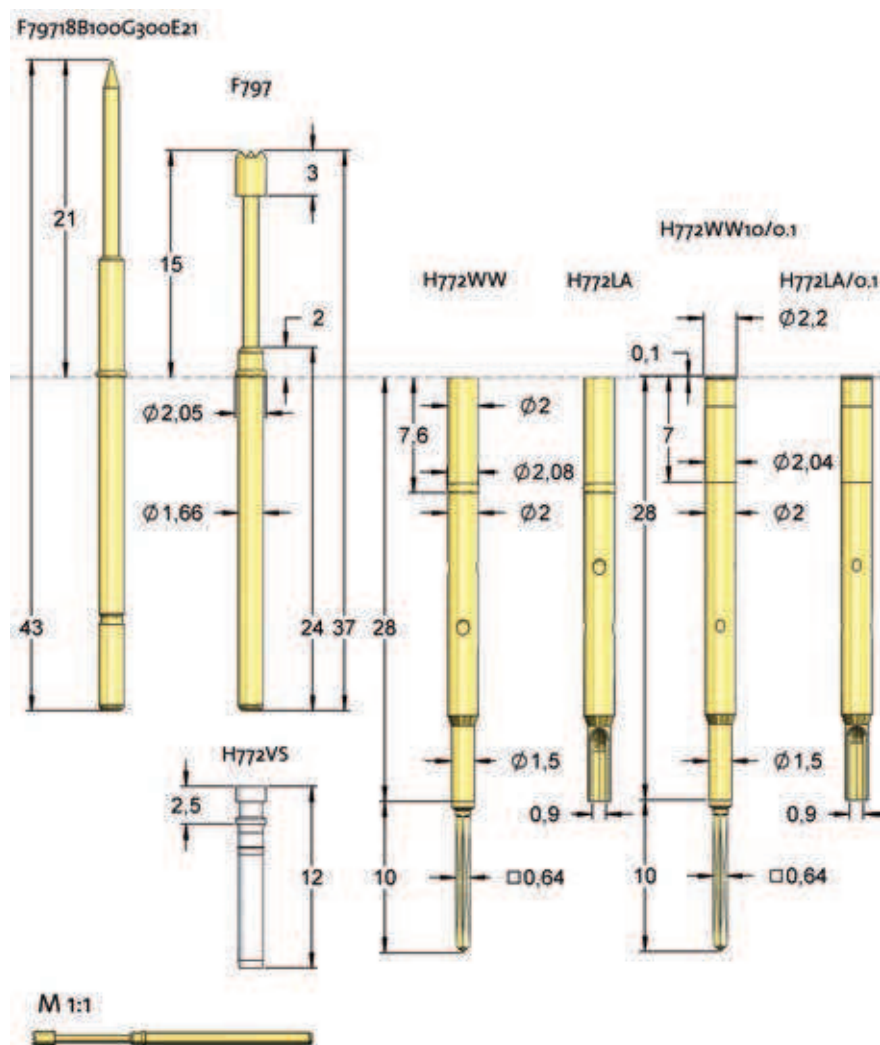 F79718B100G300E21
F797
3
21
15
H772WW10/0.1
H772WW
H772LA
H772LA/0.1
2
Ø2,2
0,1
Ø2,05
Ø2
7,6
7
Ø2,08
Ø2,04
Ø1,66
Ø2
28
Ø2
43
24
37
28
H772VS
Ø1,5
Ø1,5
2,5
0,9
0,9
12
10
□0,64
10
□0,64
M 1:1